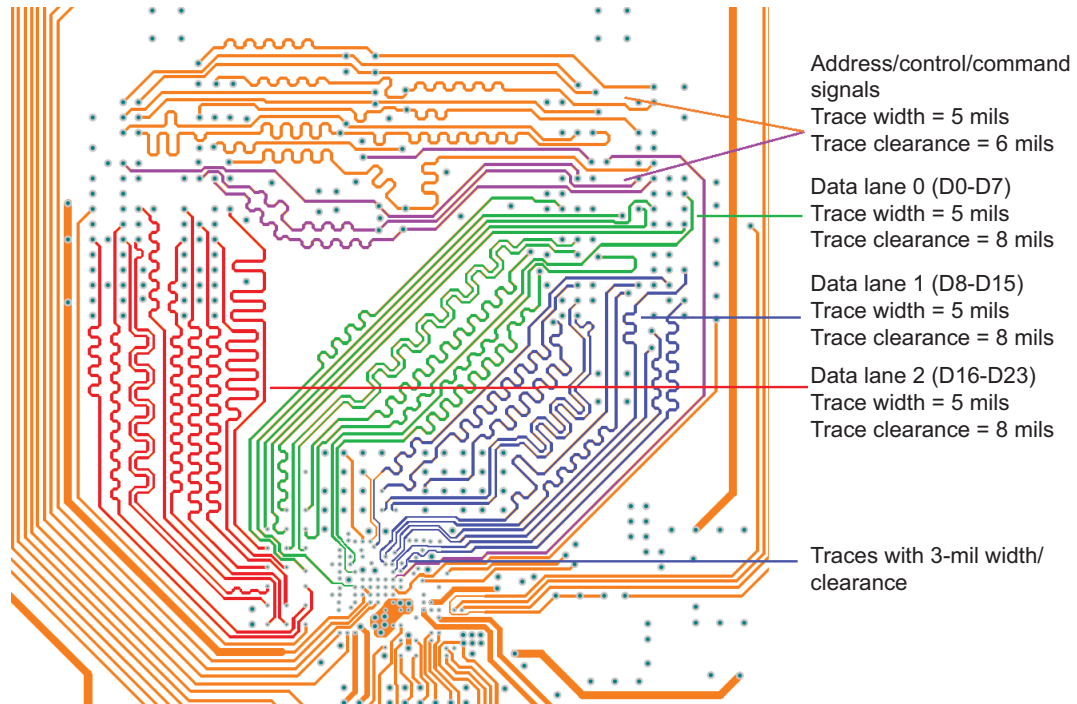 Address/control/command
signals
Trace width = 5 mils
Trace clearance = 6 mils
Data lane 0 (D0-D7)
Trace width = 5 mils
Trace clearance = 8 mils
Data lane 1 (D8-D15)
Trace width = 5 mils
Trace clearance = 8 mils
Data lane 2 (D16-D23)
Trace width = 5 mils
Trace clearance = 8 mils
Traces with 3-mil width/
clearance